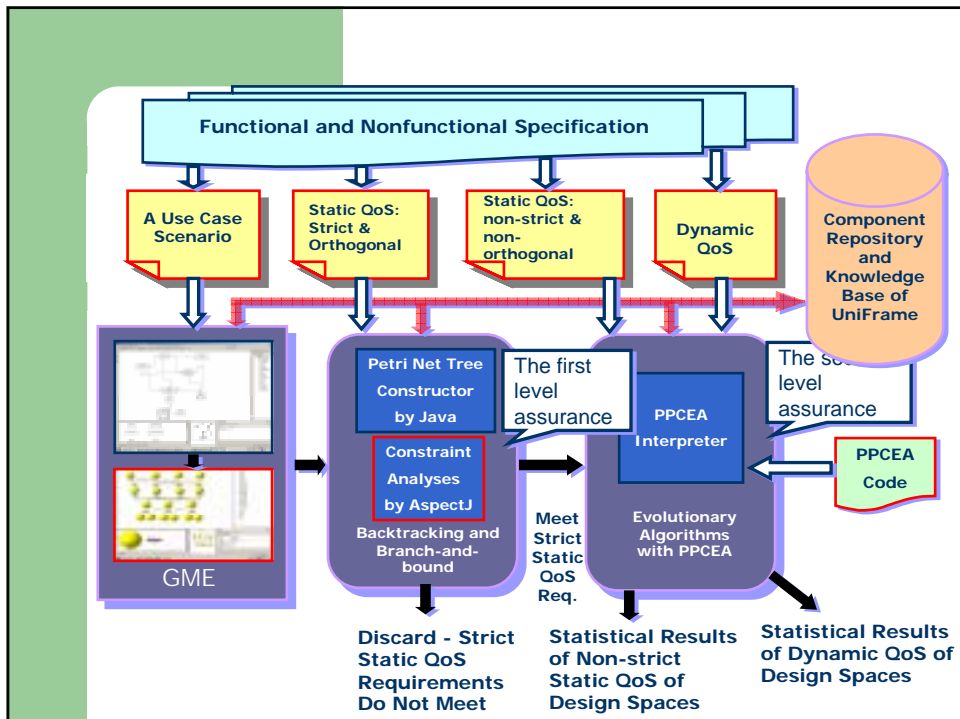 Functional and Nonfunctional Specification
A Use Case
Scenario
Static QoS:
Strict &
Orthogonal
Static QoS:
non-strict &
non-
orthogonal
Dynamic
QoS
Component
Repository
and
Knowledge
Base of
UniFrame
Petri Net Tree
Constructor
by Java
Constraint
Analyses
by AspectJ
Backtracking and
Branch-and-
bound
The first
level
assurance
PPCEA
Interpreter
Evolutionary
Algorithms
with PPCEA
The
level
assurance
PPCEA
Code
GME
Meet
Strict
Static
QoS
Req.
Discard - Strict
Static QoS
Requirements
Do Not Meet
Statistical Results
of Non-strict
Static QoS of
Design Spaces
Statistical Results
of Dynamic QoS of
Design Spaces